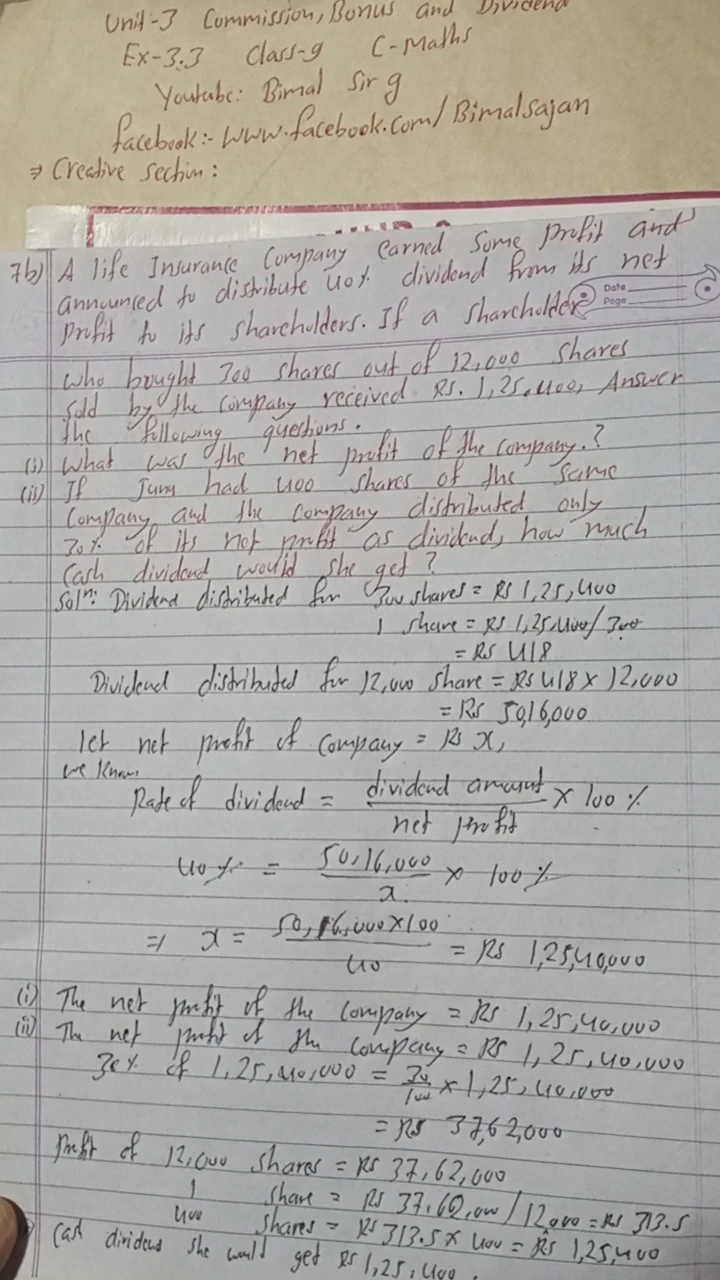 Unit-3 Commission, Bonus and Dividend
Ex-3.3 Class-9 C-Maths
Youtube: Bimal Sir g
facebook:- www.facebook.com/Bimalsajan
⇒ Creative section:
7b) A life Insurance Company earned some profit and
announced to distribute 40% dividend from its net
Date
Page
profit to its shareholders. If a shareholder
who bought 300 shares out of 12,000 shares
sold by the company received Rs. 1,25,400, Answer
the following questions.
(i) What was the net profit of the company.?
(ii) If had 400 shares of the same
Company and the company distributed only
30% of its net profit as dividend, how much
cash dividend would she get?
Solⁿ: Dividend distributed for 300 shares = Rs 1,25,400
1 share = Rs 1,25,400/300
= Rs 418
Dividend distributed for 12,000 share = Rs 418 × 12,000
= Rs 50,16,000
let net profit of company = Rs x,
we know,
Rate of dividend = dividend amount / net profit × 100%
40% = 50,16,000 / x × 100%
⇒ x = 50,16,000×100 / 40 = Rs 1,25,40,000
(i) The net profit of the company = Rs 1,25,40,000
(ii) The net profit of the company = Rs 1,25,40,000
30% of 1,25,40,000 = 30/100 × 1,25,40,000
= Rs 37,62,000
profit of 12,000 shares = Rs 37,62,000
1 share = Rs 37,62,000/12,000 = Rs 313.5
400 shares = Rs 313.5 × 400 = Rs 1,25,400
Cash dividend she would get Rs 1,25,400.